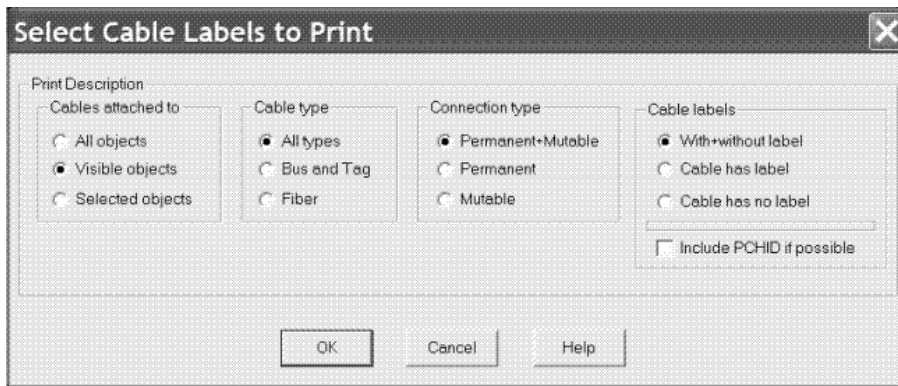 Select Cable Labels to Print
Print Description
Cables attached to
All objects
Visible objects
Selected objects
Cable type
All types
Bus and Tag
Fiber
Connection type
Permanent+Mutable
Permanent
Mutable
Cable labels
With+without label
Cable has label
Cable has no label
Include PCHID if possible
OK
Cancel
Help